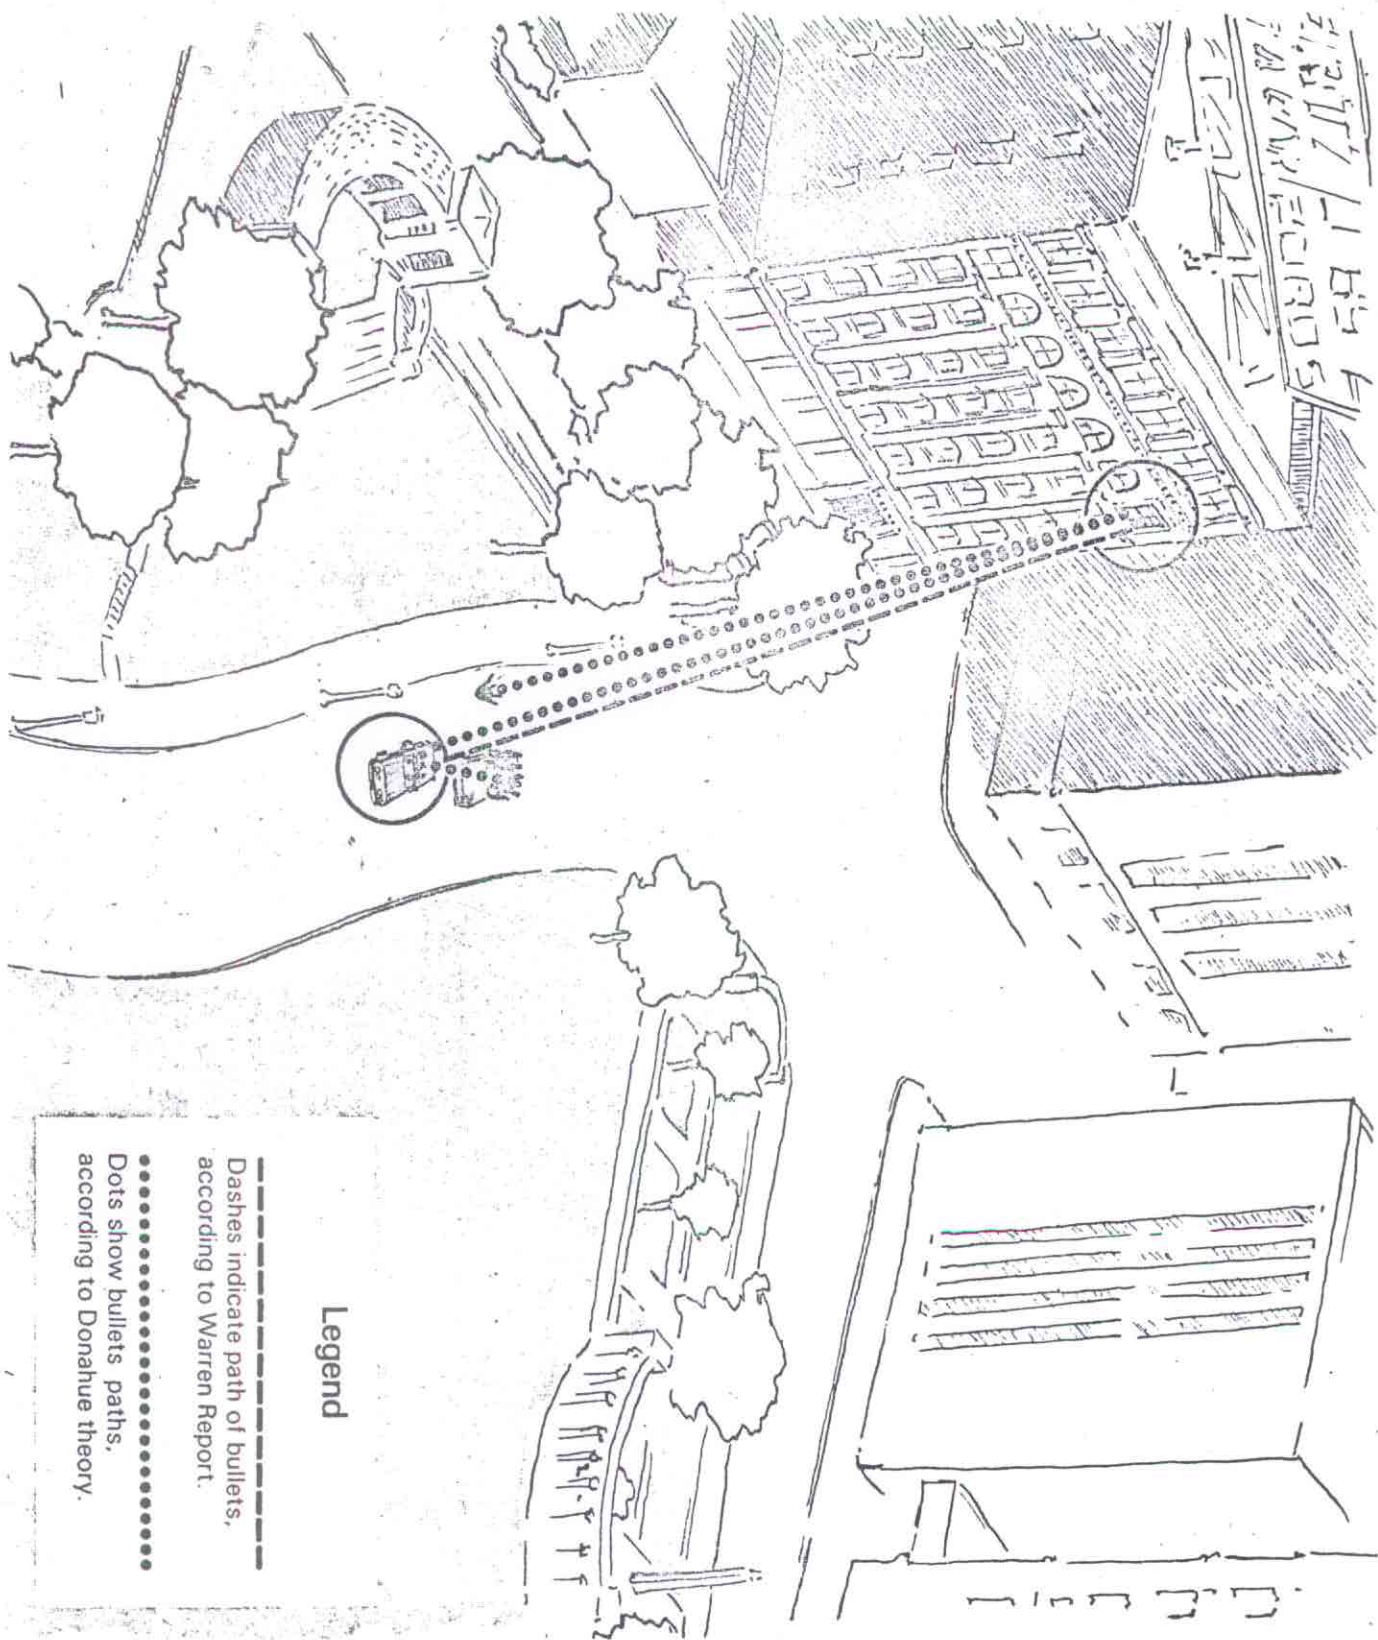 Legend
Dashes indicate path of bullets,
according to Warren Report.
Dots show bullets paths,
according to Donahue theory.